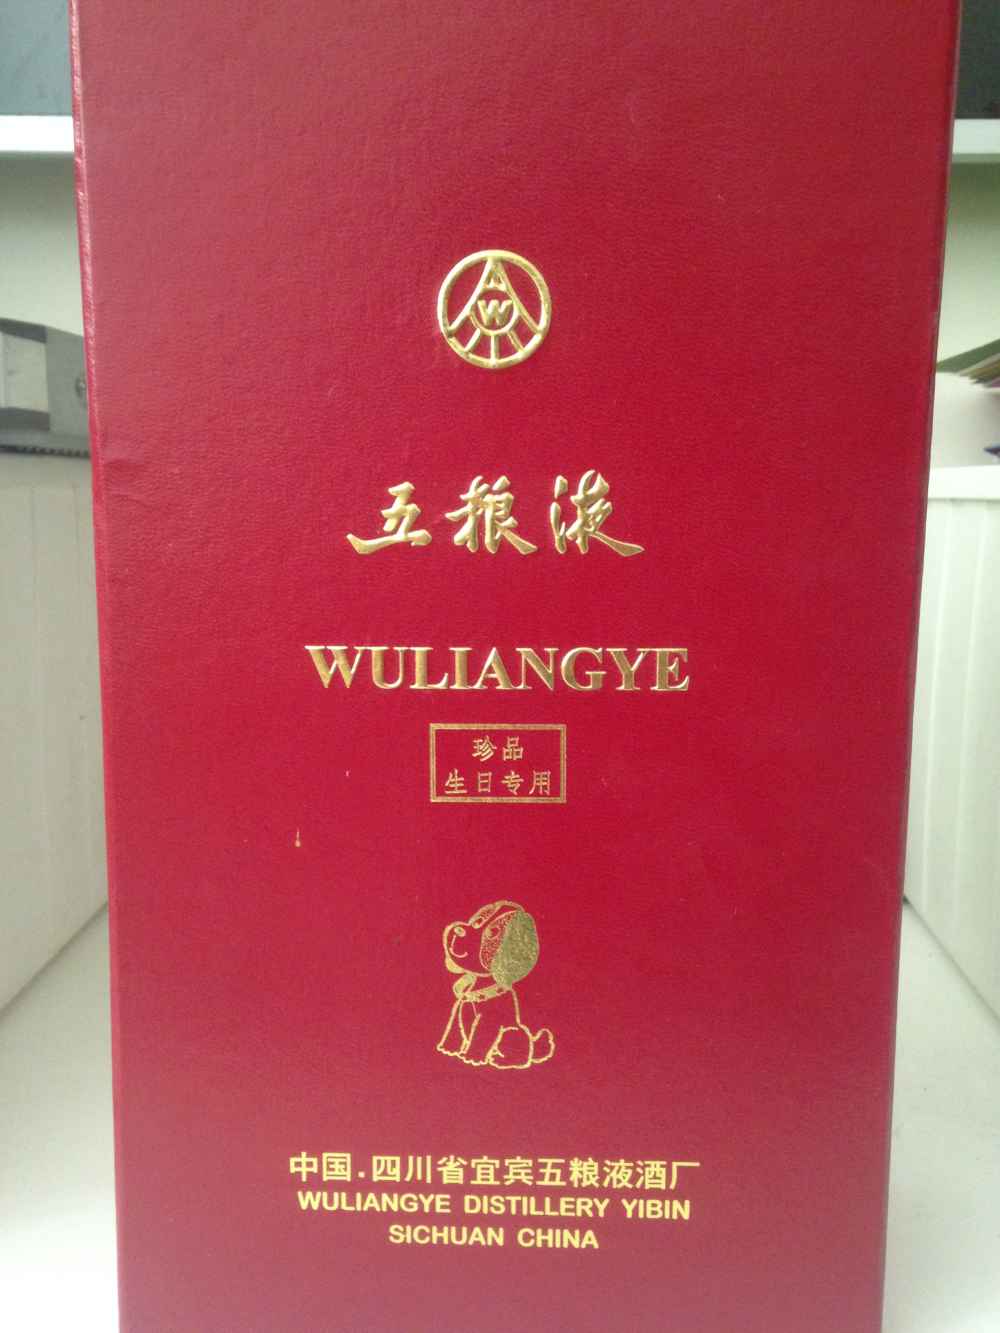 W
五粮液
WULIANGYE
珍品
生日专用
中国.四川省宜宾五粮液酒厂
WULIANGYE DISTILLERY YIBIN
SICHUAN CHINA